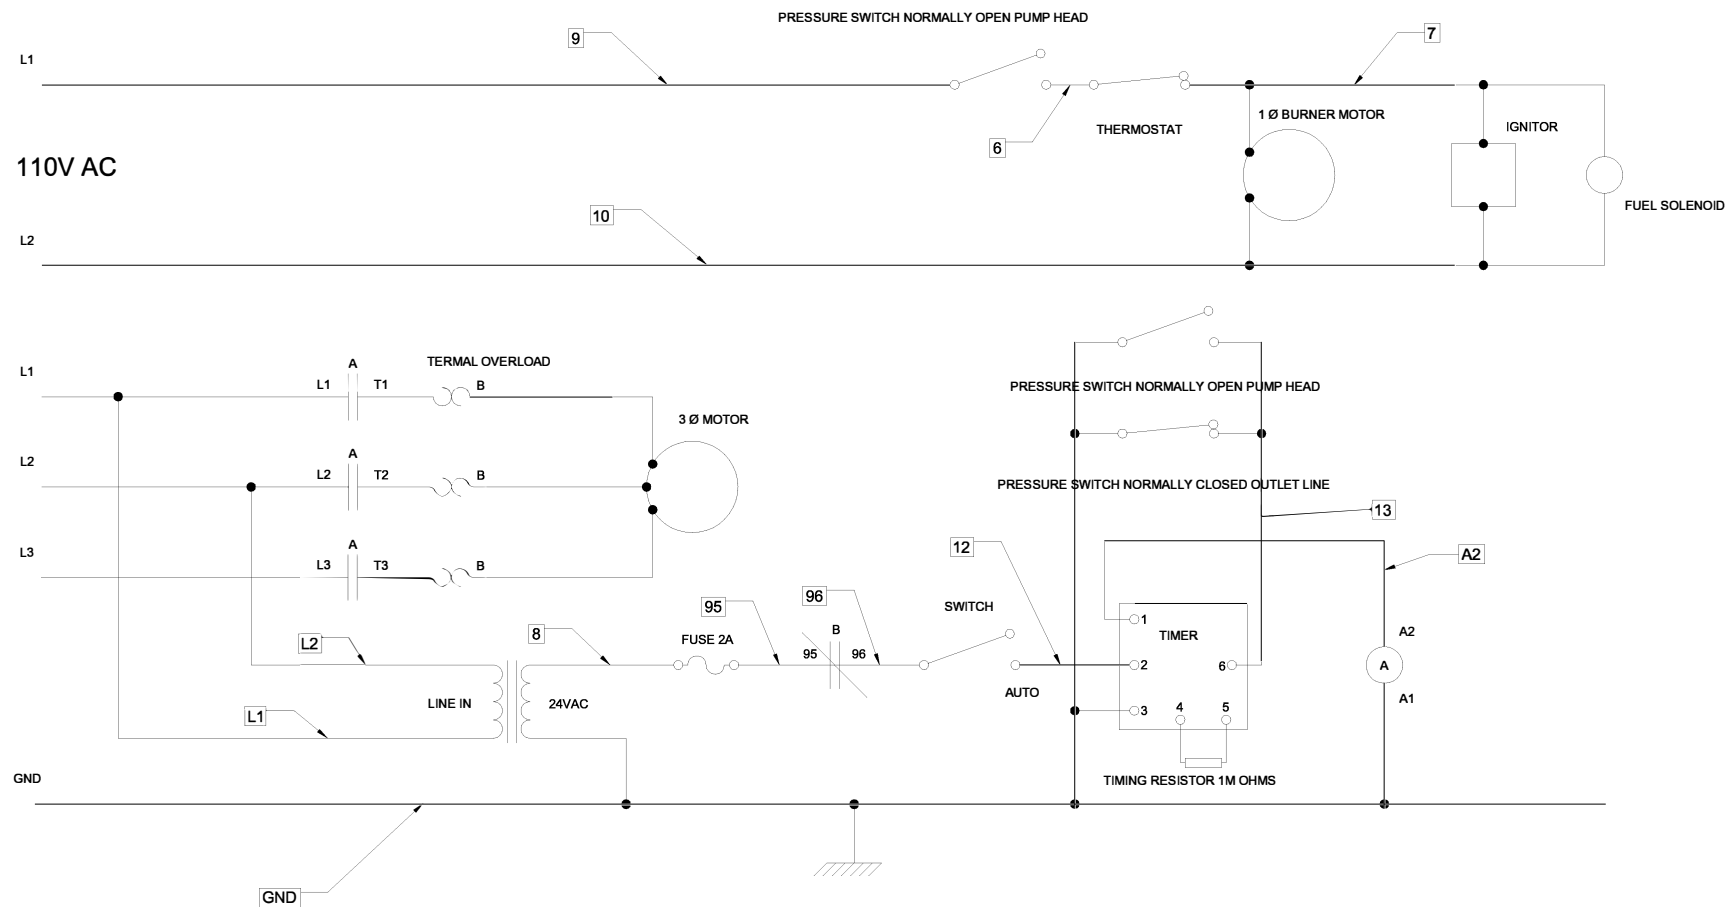 PRESSURE SWITCH NORMALLY OPEN PUMP HEAD
9
7
L1
6
THERMOSTAT
1 Ø BURNER MOTOR
IGNITOR
110V AC
10
FUEL SOLENOID
L2
L1
A
TERMAL OVERLOAD
L1
T1
B
PRESSURE SWITCH NORMALLY OPEN PUMP HEAD
3 Ø MOTOR
L2
A
L2
T2
B
PRESSURE SWITCH NORMALLY CLOSED OUTLET LINE
13
L3
A
L3
T3
B
12
A2
95
96
SWITCH
L2
8
FUSE 2A
B
95
96
1
TIMER
A2
2
6
A
LINE IN
24VAC
AUTO
A1
L1
3
4
5
GND
TIMING RESISTOR 1M OHMS
GND